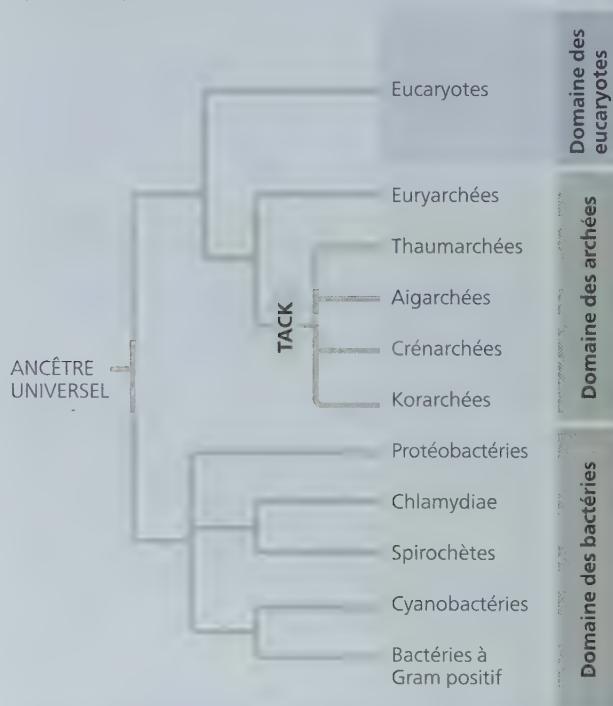 Eucaryotes
Domaine des
eucaryotes
Euryarchées
Thaumarchées
TACK
Aigarchées
Crénarchées
Korarchées
Domaine des archées
ANCÊTRE
UNIVERSEL
Protéobactéries
Chlamydiae
Spirochètes
Cyanobactéries
Bactéries à
Gram positif
Domaine des bactéries